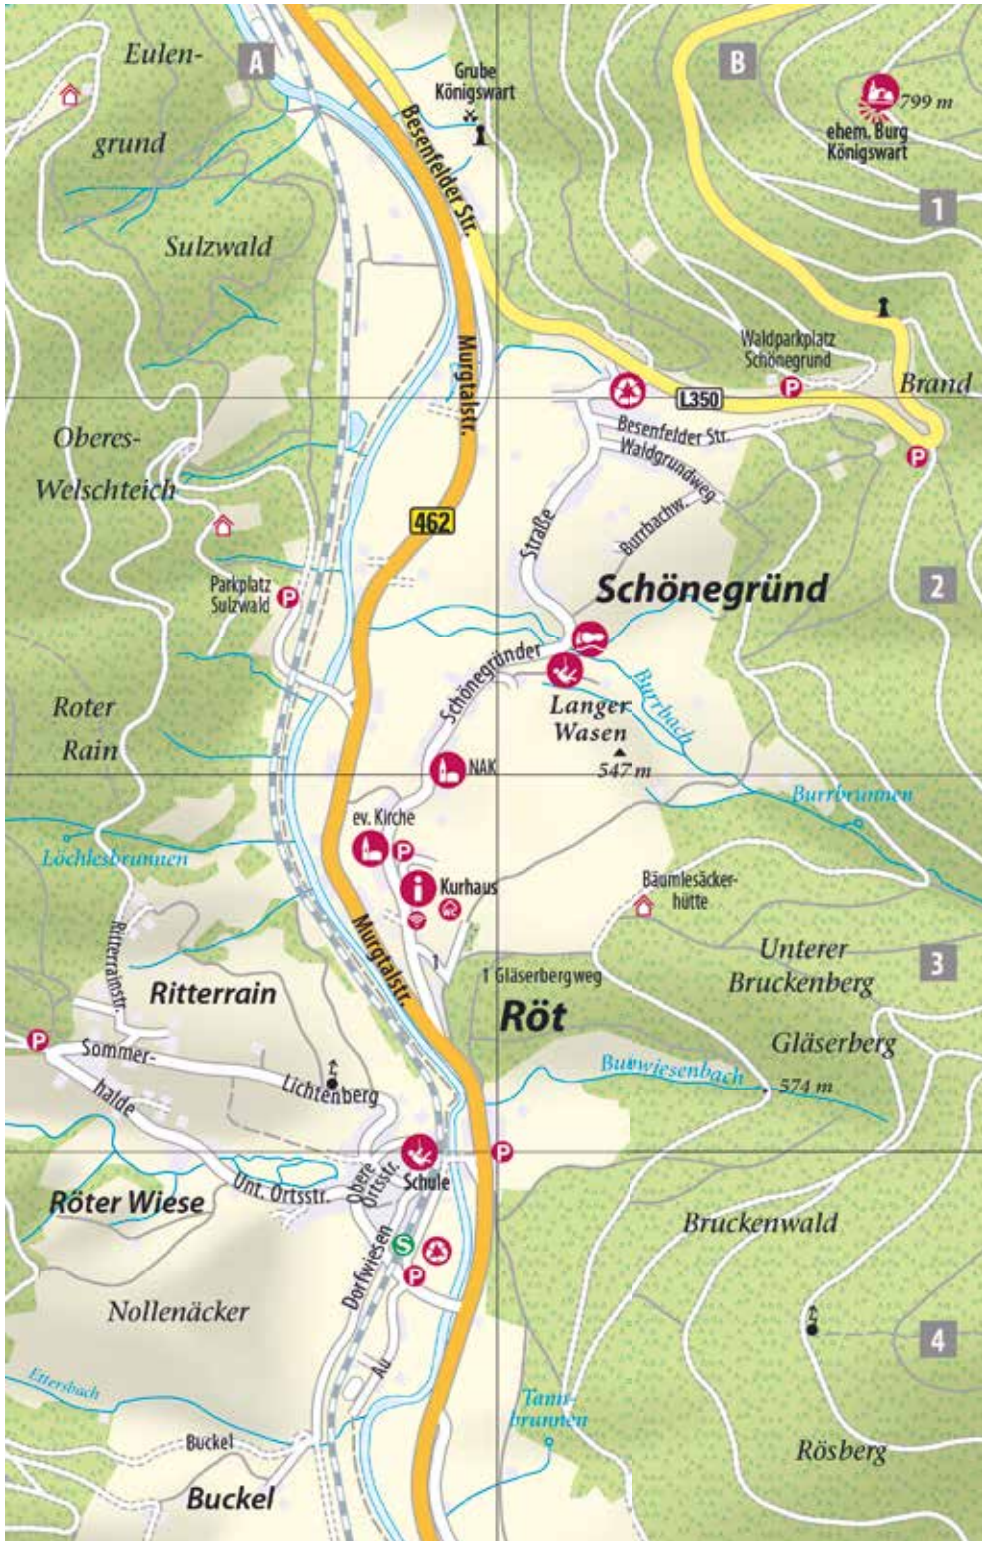 Eulen-
grund
A
B
Grube
Königswart
799 m
ehem. Burg
Königswart
Besenfelder Str.
1
Sulzwald
Murgtalstr.
Waldparkplatz
Schönegrund
P
Brand
L350
Oberes-
Welschteich
Besenfelder Str.
Waldgrundweg
P
462
Straße
Burrbachw.
Parkplatz
Sulzwald
P
Schönegründ
2
Schönegründer
Roter
Rain
Langer
Wasen
547 m
Burrbach
NAK
Burrbrunnen
ev. Kirche
P
Löchlesbrunnen
i
Kurhaus
WC
Bäumlesäcker-
hütte
Murgtalstr.
Ritterrainstr.
Unterer
Bruckenberg
3
1
1 Gläserbergweg
Ritterrain
Röt
P
Gläserberg
Sommer-
halde
Lichtenberg
574 m
Schule
P
Obere
Ortsstr.
Unt. Ortsstr.
Röter Wiese
Bruckenwald
S
Dorfwiesen
P
Nollenäcker
4
Au
Ettersbach
Tann-
brunnen
Buckel
Rösberg
Buckel